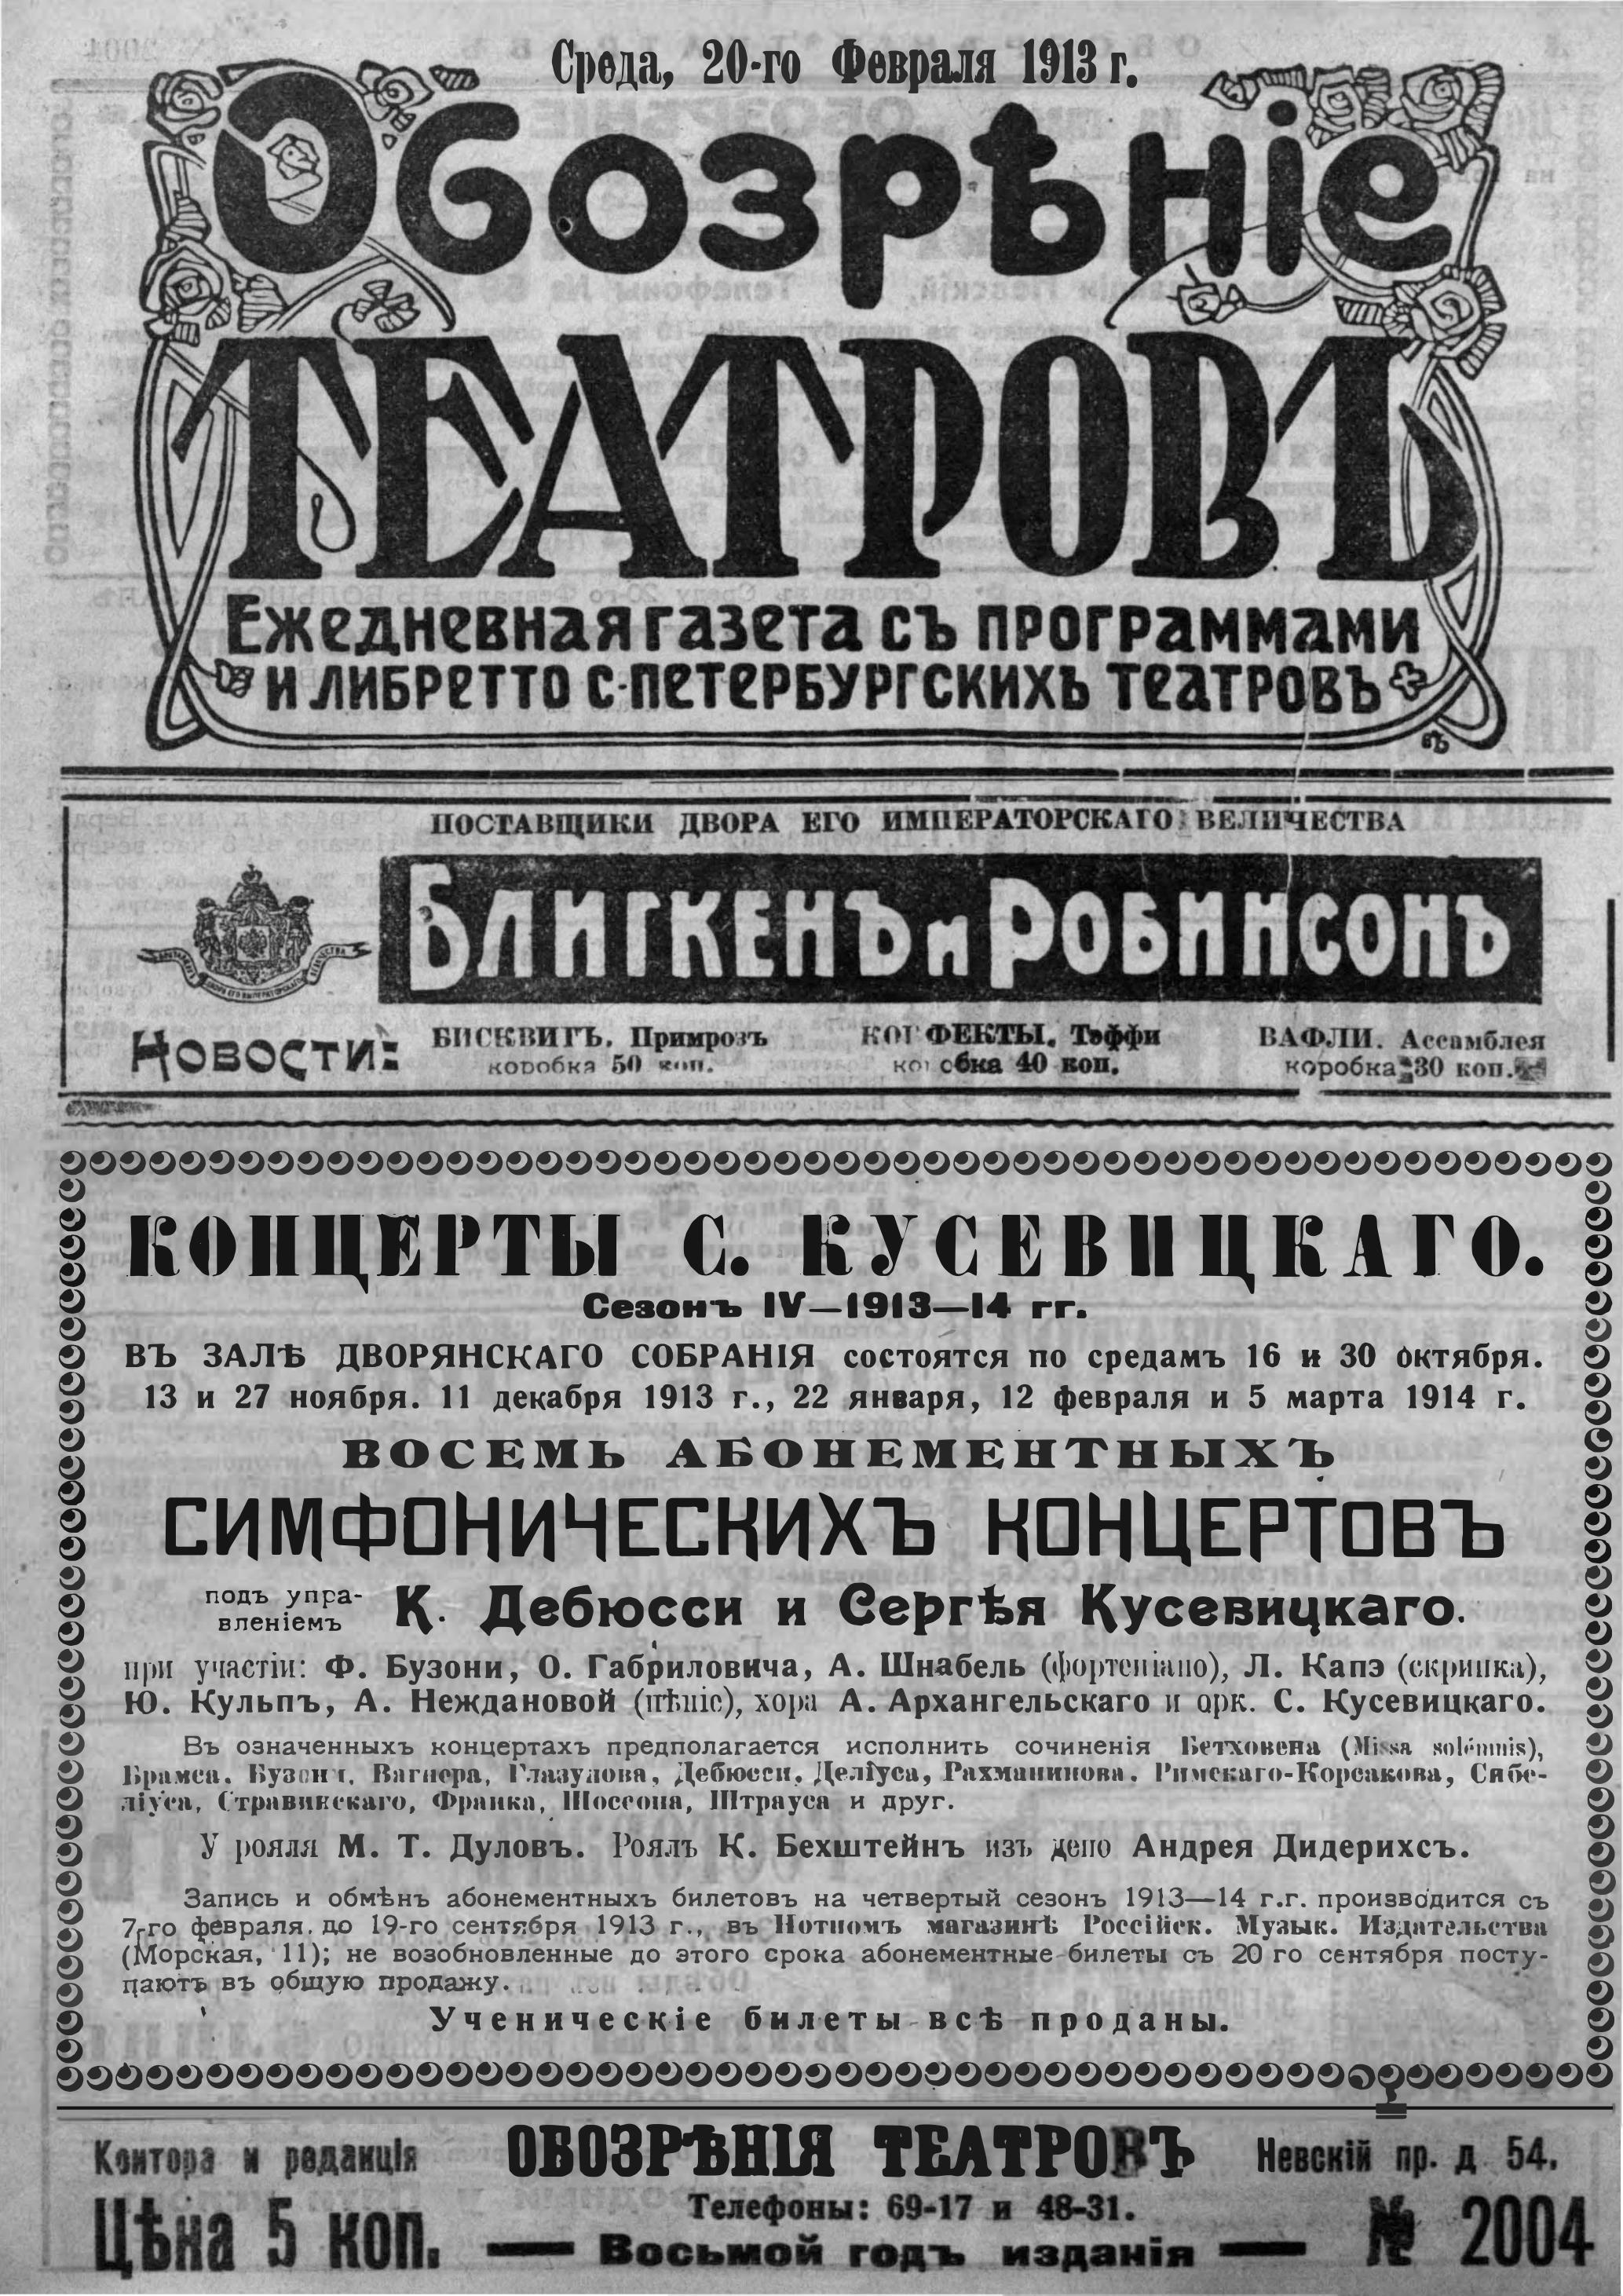 Среда, 20-го Февраля 1913 г.
Обозрѣніе
ТЕАТРОВЪ
Ежедневная газета съ программами
и либретто С-Петербургскихъ театровъ
ПОСТАВЩИКИ ДВОРА ЕГО ИМПЕРАТОРСКАГО ВЕЛИЧЕСТВА
Блигкенъ и Робинсонъ
Новости:
БИСКВИТЪ. Примрозъ
коробка 50 коп.
КОНФЕКТЫ. Тэффи
коробка 40 коп.
ВАФЛИ. Ассамблея
коробка 30 коп.
КОНЦЕРТЫ С. КУСЕВИЦКАГО.
Сезонъ IV—1913—14 гг.
ВЪ ЗАЛѢ ДВОРЯНСКАГО СОБРАНІЯ состоятся по средамъ 16 и 30 октября.
13 и 27 ноября. 11 декабря 1913 г., 22 января, 12 февраля и 5 марта 1914 г.
ВОСЕМЬ АБОНЕМЕНТНЫХЪ
СИМФОНИЧЕСКИХЪ КОНЦЕРТОВЪ
подъ упра-
вленіемъ К. Дебюсси и Сергѣя Кусевицкаго.
при участіи: Ф. Бузони, О. Габриловича, А. Шнабель (фортепіано), Л. Капэ (скрипка),
Ю. Кульпъ, А. Неждановой (пѣніе), хора А. Архангельскаго и орк. С. Кусевицкаго.
Въ означенныхъ концертахъ предполагается исполнить сочиненія Бетховена (Missa solémnis),
Брамса. Бузони, Вагнера, Глазунова, Дебюсси, Деліуса, Рахманинова. Римскаго-Корсакова, Сибе-
ліуса, Стравинскаго, Франка, Шоссона, Штрауса и друг.
У рояля М. Т. Дуловъ. Рояль К. Бехштейнъ изъ депо Андрея Дидерихсъ.
Запись и обмѣнъ абонементныхъ билетовъ на четвертый сезонъ 1913—14 г.г. производится съ
7-го февраля. до 19-го сентября 1913 г., въ Нотномъ магазинѣ Россійск. Музык. Издательства
(Морская, 11); не возобновленные до этого срока абонементные билеты съ 20 го сентября посту-
паютъ въ общую продажу.
Ученическіе билеты всѣ проданы.
Контора и редакція ОБОЗРѢНІЯ ТЕАТРОВЪ Невскій пр. д 54.
Телефоны: 69-17 и 48-31.
Цѣна 5 коп. — Восьмой годъ изданія — № 2004